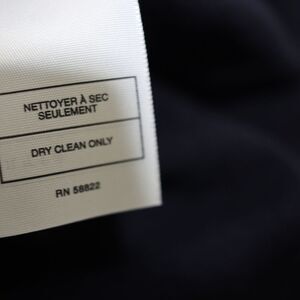 NETTOYER À SEC
SEULEMENT
DRY CLEAN ONLY
RN 58822